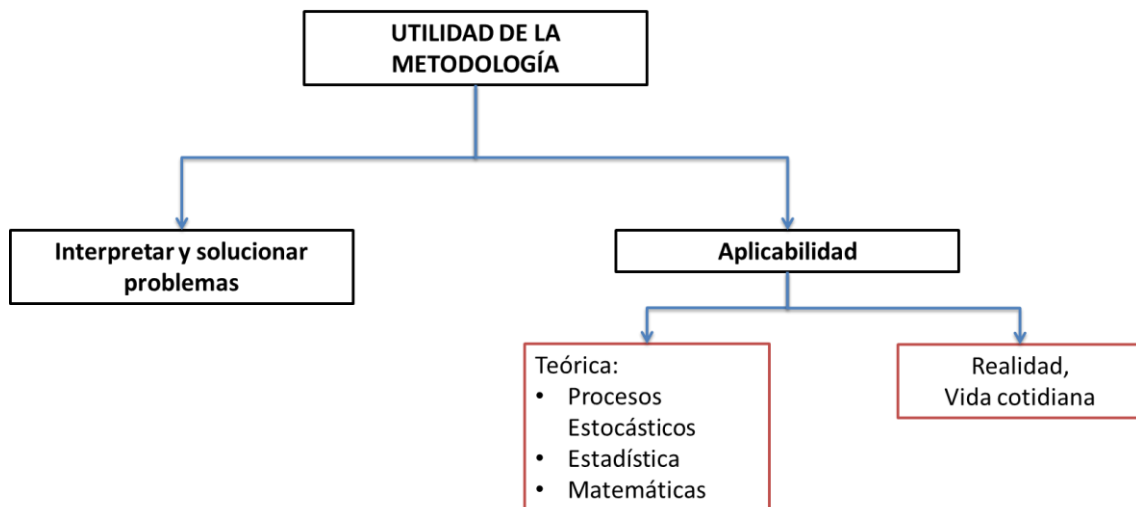 UTILIDAD DE LA
METODOLOGÍA
Interpretar y solucionar
problemas
Aplicabilidad
Teórica:
• Procesos
Estocásticos
• Estadística
• Matemáticas
Realidad,
Vida cotidiana